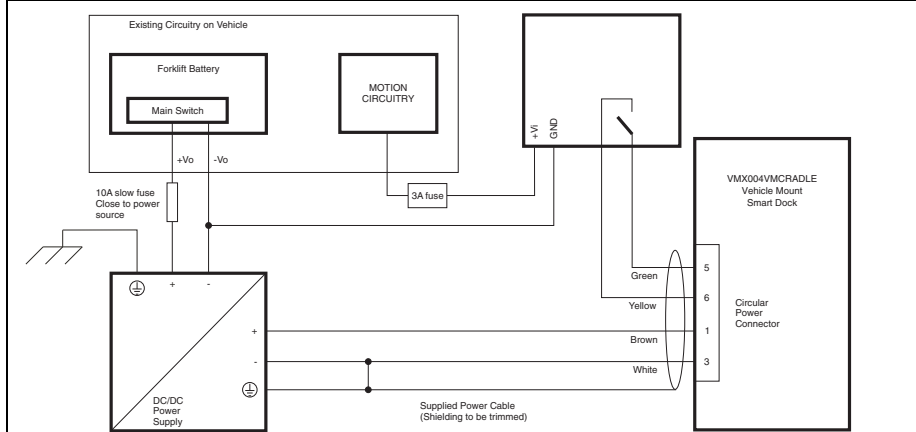 Existing Circuitry on Vehicle
Forklift Battery
Main Switch
MOTION
CIRCUITRY
+Vo
-Vo
10A slow fuse
Close to power
source
3A fuse
+Vi
GND
VMX004VMCRADLE
Vehicle Mount
Smart Dock
+
-
Green
5
Yellow
6
Circular
Power
Connector
+
Brown
1
-
White
3
DC/DC
Power
Supply
Supplied Power Cable
(Shielding to be trimmed)